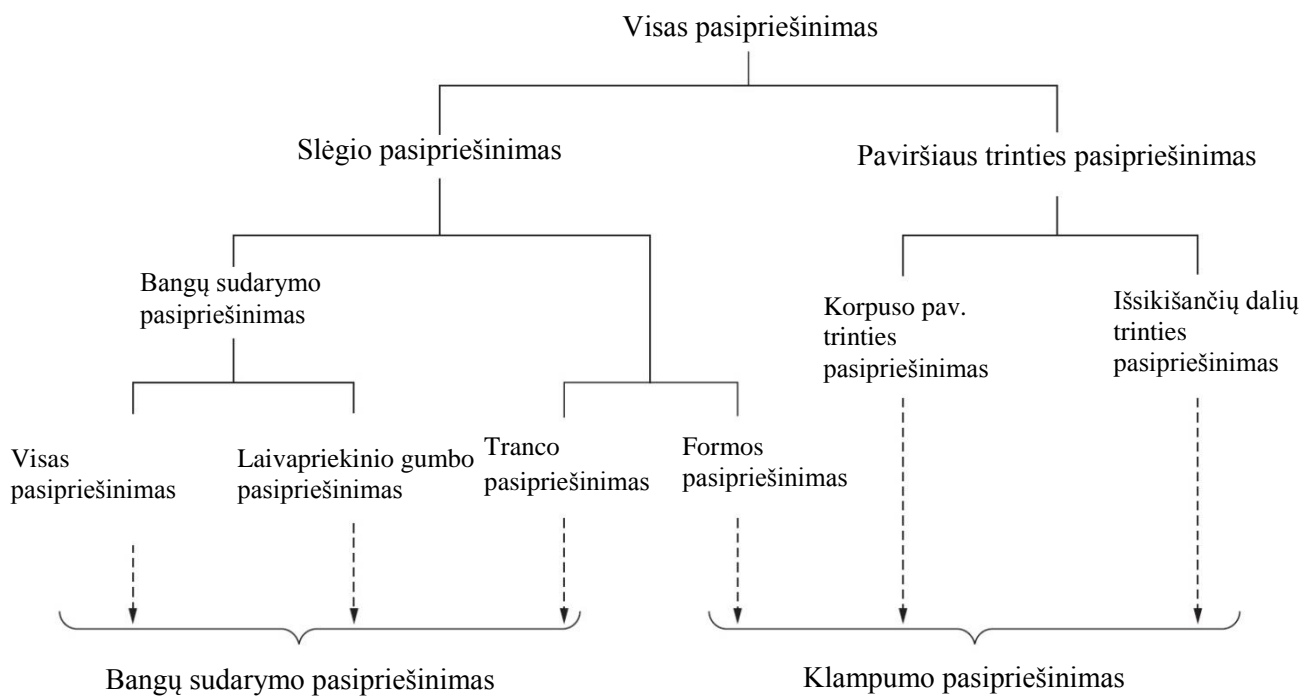 Visas pasipriešinimas
Slėgio pasipriešinimas
Paviršiaus trinties pasipriešinimas
Bangų sudarymo
pasipriešinimas
Korpuso pav.
trinties
pasipriešinimas
Išsikišančių dalių
trinties
pasipriešinimas
Visas
pasipriešinimas
Laivapriekinio gumbo
pasipriešinimas
Tranco
pasipriešinimas
Formos
pasipriešinimas
Bangų sudarymo pasipriešinimas
Klampumo pasipriešinimas